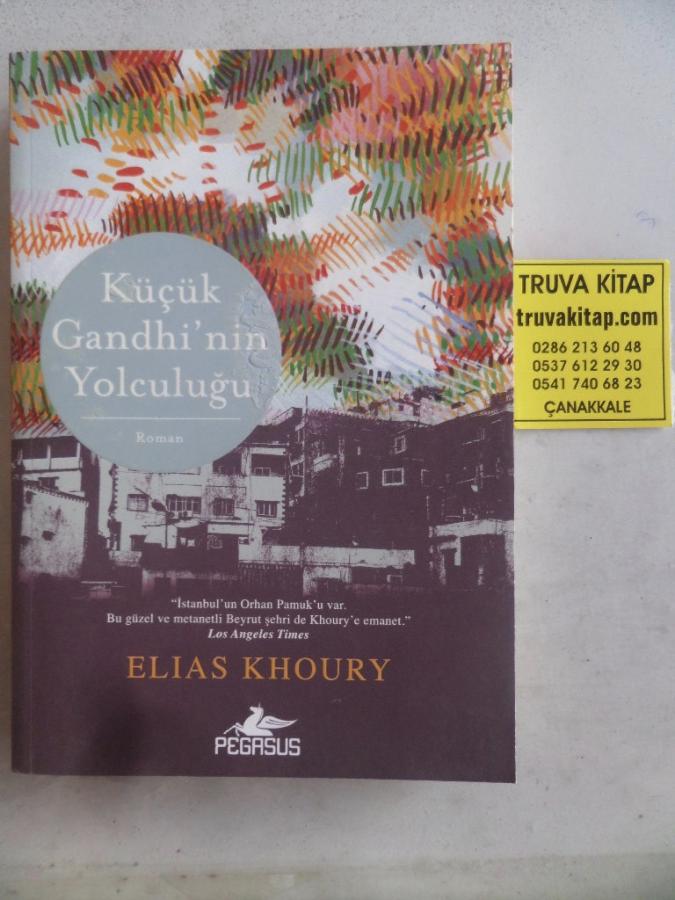 Küçük
Gandhi'nin
Yolculuğu
Roman
"İstanbul'un Orhan Pamuk'u var.
Bu güzel ve metanetli Beyrut şehri de Khoury'e emanet."
Los Angeles Times
ELIAS KHOURY
PEGASUS
TRUVA KİTAP
truvakitap.com
0286 213 60 48
0537 612 29 30
0541 740 68 23
ÇANAKKALE